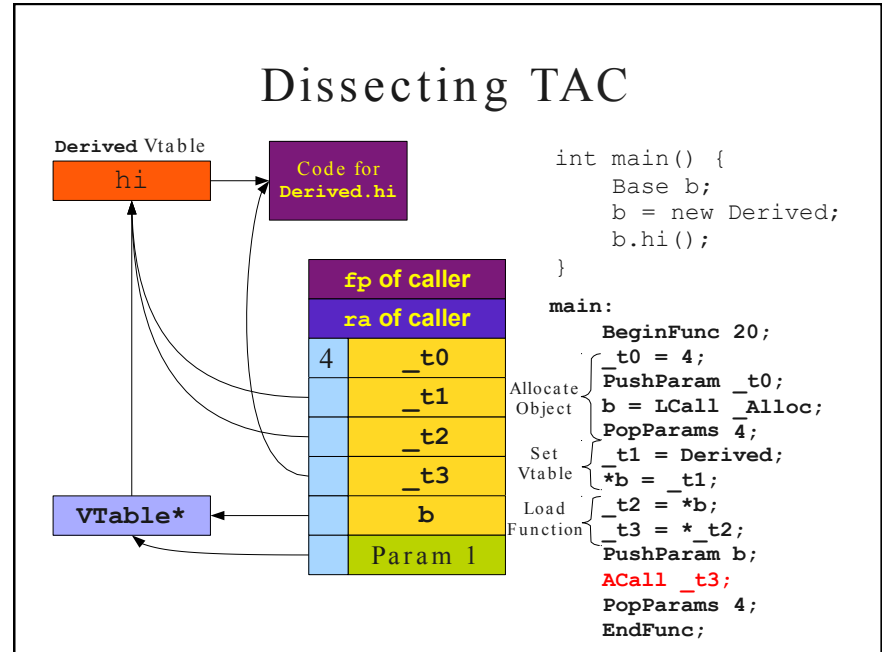 Dissecting TAC
Derived Vtable
hi
Code for
Derived.hi
fp of caller
ra of caller
4 _t0
_t1
_t2
_t3
b
Param 1
VTable*
int main() {
Base b;
b = new Derived;
b.hi();
}
main:
BeginFunc 20;
_t0 = 4;
PushParam _t0;
b = LCall _Alloc;
PopParams 4;
_t1 = Derived;
*b = _t1;
_t2 = *b;
_t3 = *_t2;
PushParam b;
ACall _t3;
PopParams 4;
EndFunc;
Allocate
Object
Set
Vtable
Load
Function